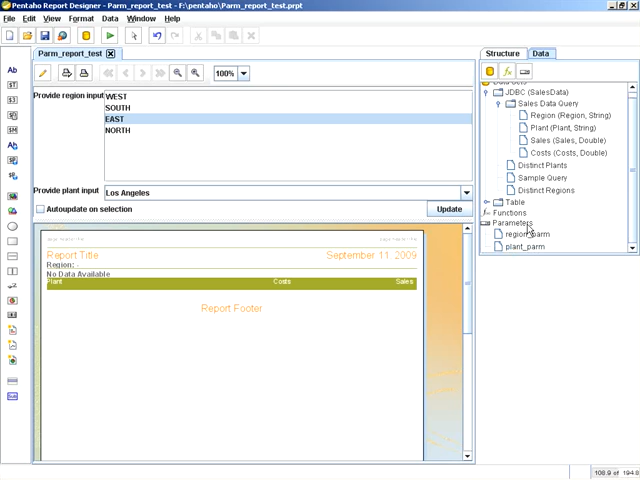 Pentaho Report Designer - Parm_report_test - F:\pentaho\Parm_report_test.prpt
File Edit View Format Data Window Help
Parm_report_test
Structure Data
100%
Provide region input
WEST
SOUTH
EAST
NORTH
Provide plant input
Los Angeles
Autoupdate on selection
Update
Data Sets
JDBC (SalesData)
Sales Data Query
Region (Region, String)
Plant (Plant, String)
Sales (Sales, Double)
Costs (Costs, Double)
Distinct Plants
Sample Query
Distinct Regions
Table
Functions
Parameters
region_parm
plant_parm
Report Title
September 11, 2009
Region: -
No Data Available
Plant Costs Sales
Report Footer